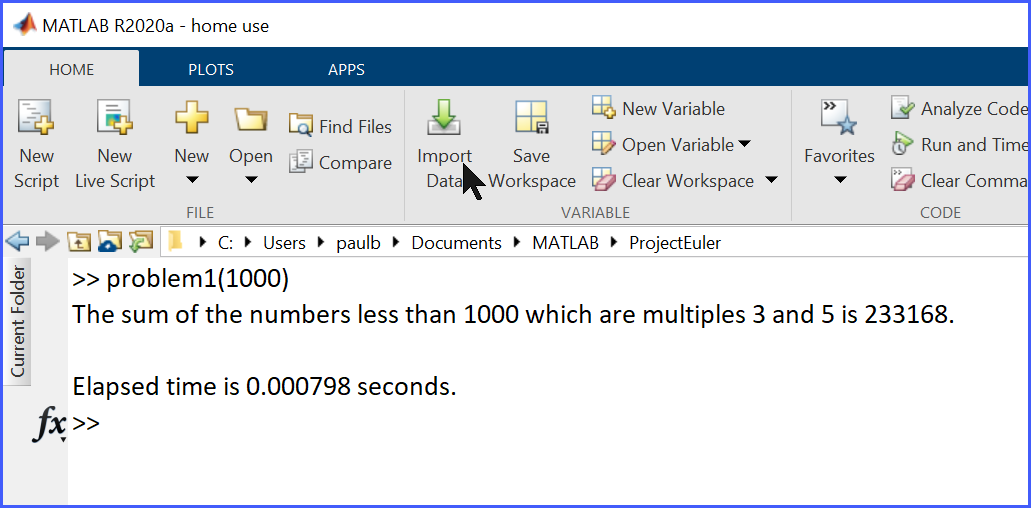 MATLAB R2020a - home use
HOME PLOTS APPS
New Script
New Live Script
New
Open
Find Files
Compare
FILE
Import Data
Save Workspace
New Variable
Open Variable
Clear Workspace
VARIABLE
Favorites
Analyze Code
Run and Time
Clear Comma
CODE
C: Users paulb Documents MATLAB ProjectEuler
Current Folder
>> problem1(1000)
The sum of the numbers less than 1000 which are multiples 3 and 5 is 233168.
Elapsed time is 0.000798 seconds.
fx >>